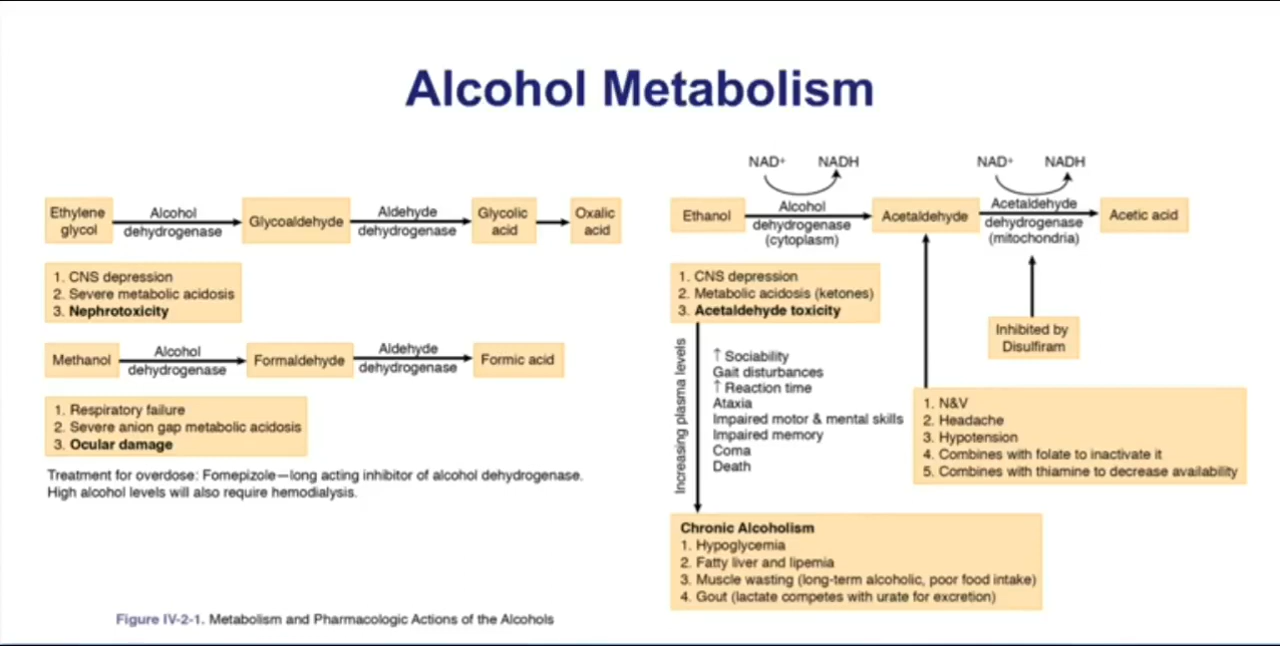 Alcohol Metabolism
Ethylene
glycol
Alcohol
dehydrogenase
Glycoaldehyde
Aldehyde
dehydrogenase
Glycolic
acid
Oxalic
acid
1. CNS depression
2. Severe metabolic acidosis
3. Nephrotoxicity
Methanol
Alcohol
dehydrogenase
Formaldehyde
Aldehyde
dehydrogenase
Formic acid
1. Respiratory failure
2. Severe anion gap metabolic acidosis
3. Ocular damage
Treatment for overdose: Fomepizole—long acting inhibitor of alcohol dehydrogenase.
High alcohol levels will also require hemodialysis.
Figure IV-2-1. Metabolism and Pharmacologic Actions of the Alcohols
NAD+ NADH
NAD+ NADH
Ethanol
Alcohol
dehydrogenase
(cytoplasm)
Acetaldehyde
Acetaldehyde
dehydrogenase
(mitochondria)
Acetic acid
1. CNS depression
2. Metabolic acidosis (ketones)
3. Acetaldehyde toxicity
Inhibited by
Disulfiram
Increasing plasma levels
↑ Sociability
Gait disturbances
↑ Reaction time
Ataxia
Impaired motor & mental skills
Impaired memory
Coma
Death
1. N&V
2. Headache
3. Hypotension
4. Combines with folate to inactivate it
5. Combines with thiamine to decrease availability
Chronic Alcoholism
1. Hypoglycemia
2. Fatty liver and lipemia
3. Muscle wasting (long-term alcoholic, poor food intake)
4. Gout (lactate competes with urate for excretion)